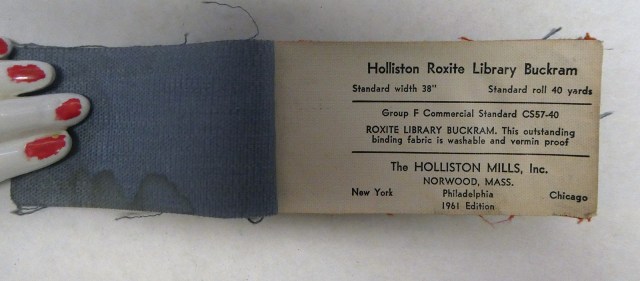 Holliston Roxite Library Buckram
Standard width 38" Standard roll 40 yards
Group F Commercial Standard CS57-40
ROXITE LIBRARY BUCKRAM. This outstanding
binding fabric is washable and vermin proof
The HOLLISTON MILLS, Inc.
NORWOOD, MASS.
New York Philadelphia Chicago
1961 Edition